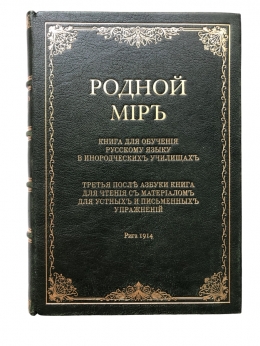 РОДНОЙ
МІРЪ
КНИГА ДЛЯ ОБУЧЕНІЯ
РУССКОМУ ЯЗЫКУ
В ИНОРОДЧЕСКИХЪ УЧИЛИЩАХЪ
ТРЕТЬЯ ПОСЛѢ АЗБУКИ КНИГА
ДЛЯ ЧТЕНІЯ СЪ МАТЕРІАЛОМЪ
ДЛЯ УСТНЫХЪ И ПИСЬМЕННЫХЪ
УПРАЖНЕНІЙ
Рига 1914